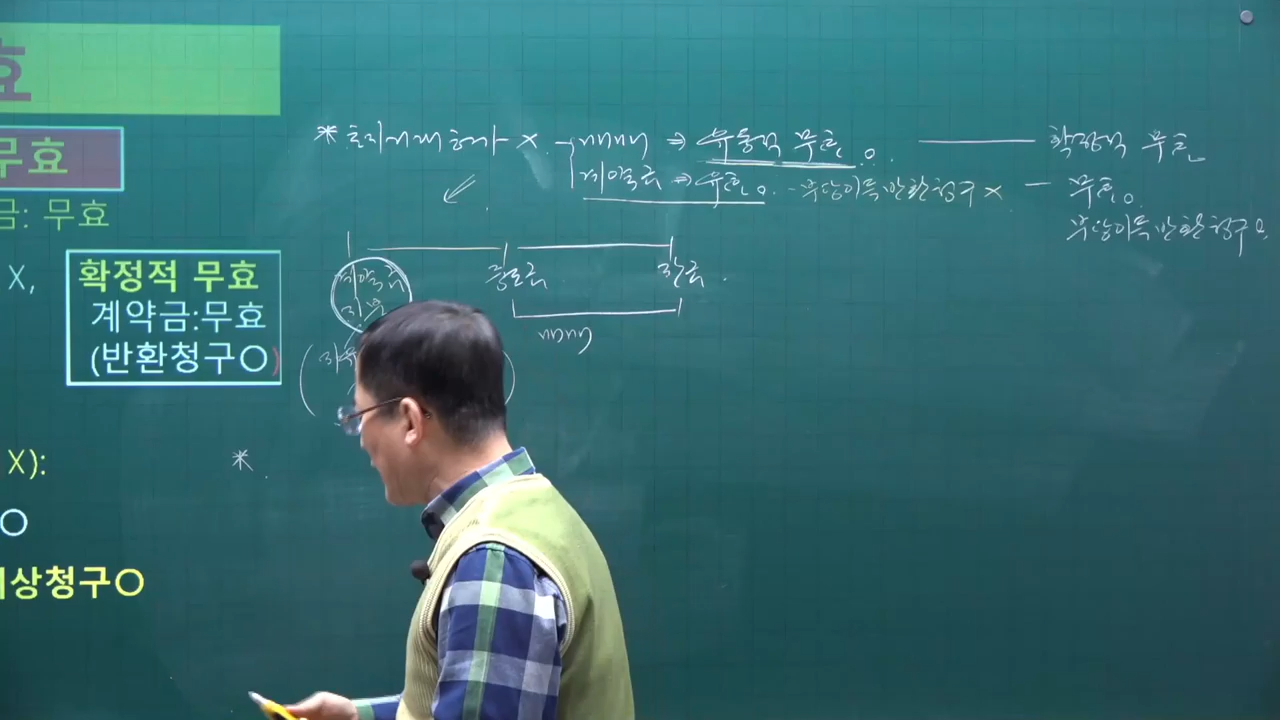 효
무효
금: 무효
X,
확정적 무효
계약금:무효
(반환청구O)
X):
O
상청구O
* 토지거래 허가 X
매매 ⇒ 유동적 무효 O. ― 확정적 무효
계약금 ⇒ 유효 O. - 부당이득반환청구 X ― 무효 O.
부당이득반환청구 O
계약금
중도금
잔금
매매
*